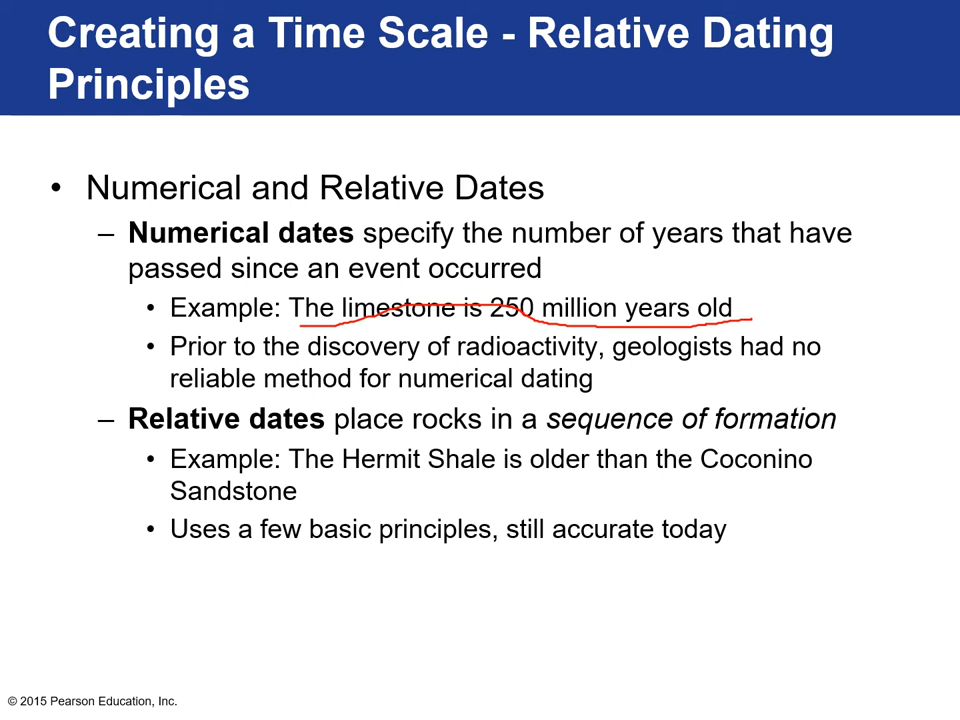 Creating a Time Scale - Relative Dating
Principles
• Numerical and Relative Dates
– Numerical dates specify the number of years that have
passed since an event occurred
• Example: The limestone is 250 million years old
• Prior to the discovery of radioactivity, geologists had no
reliable method for numerical dating
– Relative dates place rocks in a sequence of formation
• Example: The Hermit Shale is older than the Coconino
Sandstone
• Uses a few basic principles, still accurate today
© 2015 Pearson Education, Inc.